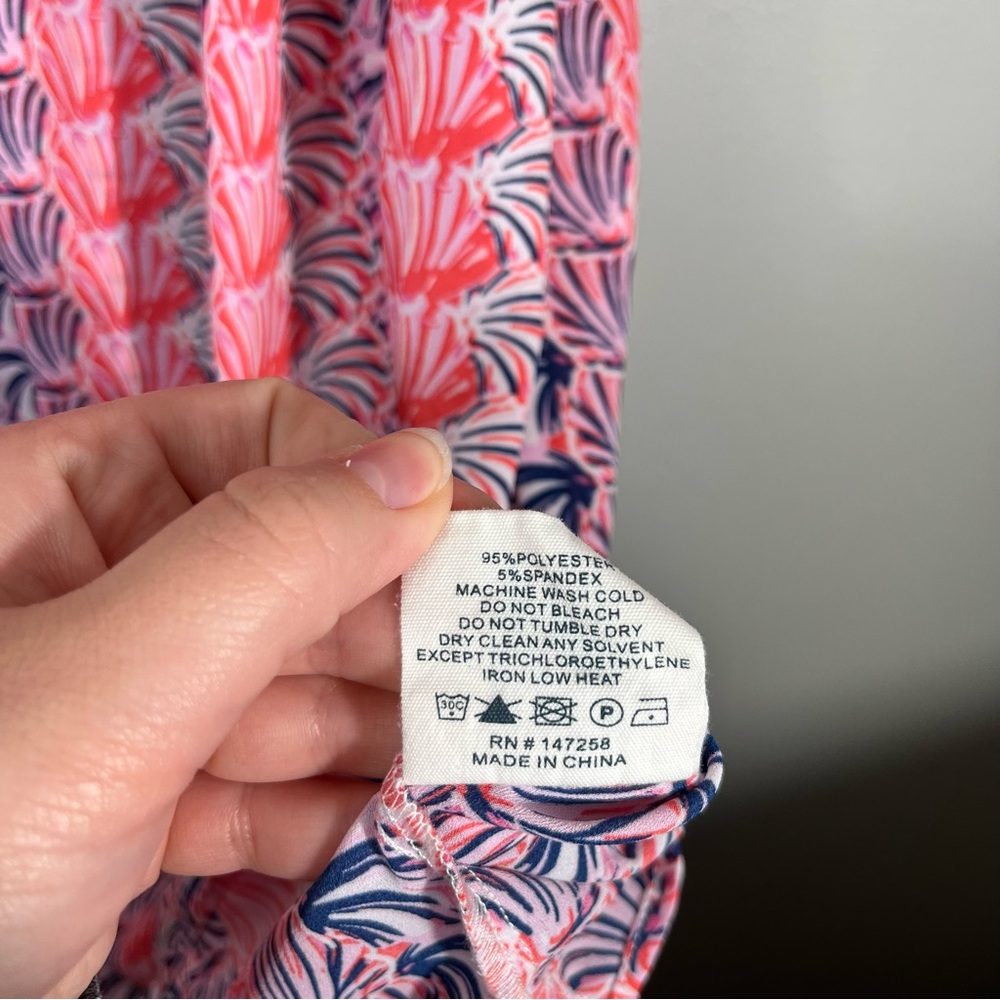 95%POLYESTER
5%SPANDEX
MACHINE WASH COLD
DO NOT BLEACH
DO NOT TUMBLE DRY
DRY CLEAN ANY SOLVENT
EXCEPT TRICHLOROETHYLENE
IRON LOW HEAT
30C P
RN # 147258
MADE IN CHINA